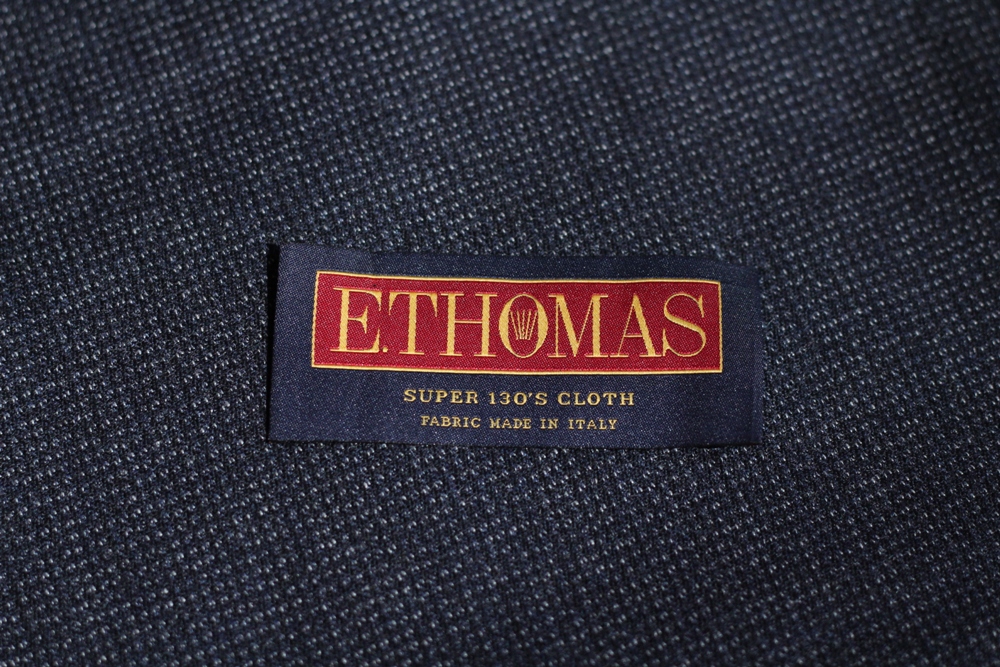 E.THOMAS
SUPER 130'S CLOTH
FABRIC MADE IN ITALY